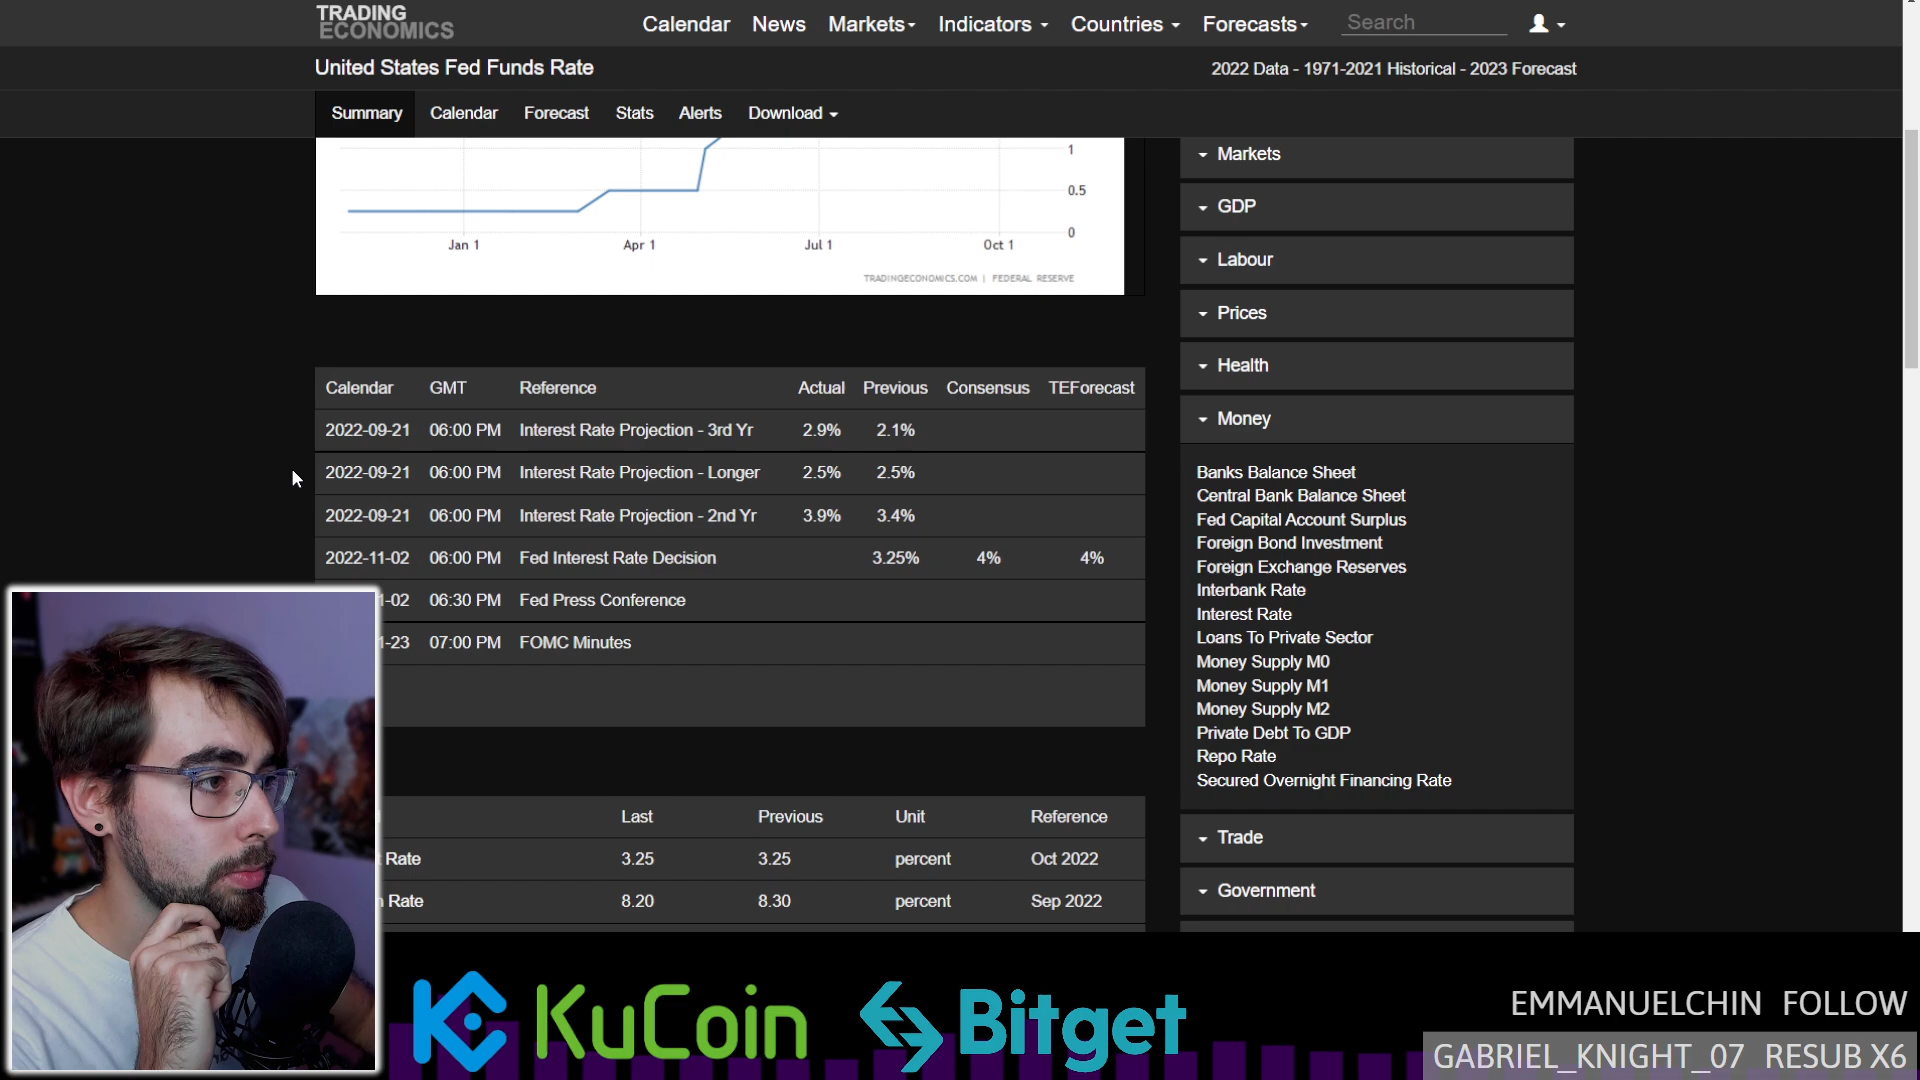 TRADING
ECONOMICS
Calendar News Markets Indicators Countries Forecasts Search
United States Fed Funds Rate 2022 Data - 1971-2021 Historical - 2023 Forecast
Summary Calendar Forecast Stats Alerts Download
1
0.5
0
Jan 1 Apr 1 Jul 1 Oct 1
TRADINGECONOMICS.COM | FEDERAL RESERVE
Calendar GMT Reference Actual Previous Consensus TEForecast
2022-09-21 06:00 PM Interest Rate Projection - 3rd Yr 2.9% 2.1%
2022-09-21 06:00 PM Interest Rate Projection - Longer 2.5% 2.5%
2022-09-21 06:00 PM Interest Rate Projection - 2nd Yr 3.9% 3.4%
2022-11-02 06:00 PM Fed Interest Rate Decision 3.25% 4% 4%
1-02 06:30 PM Fed Press Conference
1-23 07:00 PM FOMC Minutes
Last Previous Unit Reference
Rate 3.25 3.25 percent Oct 2022
Rate 8.20 8.30 percent Sep 2022
Markets
GDP
Labour
Prices
Health
Money
Banks Balance Sheet
Central Bank Balance Sheet
Fed Capital Account Surplus
Foreign Bond Investment
Foreign Exchange Reserves
Interbank Rate
Interest Rate
Loans To Private Sector
Money Supply M0
Money Supply M1
Money Supply M2
Private Debt To GDP
Repo Rate
Secured Overnight Financing Rate
Trade
Government
KuCoin Bitget
EMMANUELCHIN FOLLOW
GABRIEL_KNIGHT_07 RESUB X6